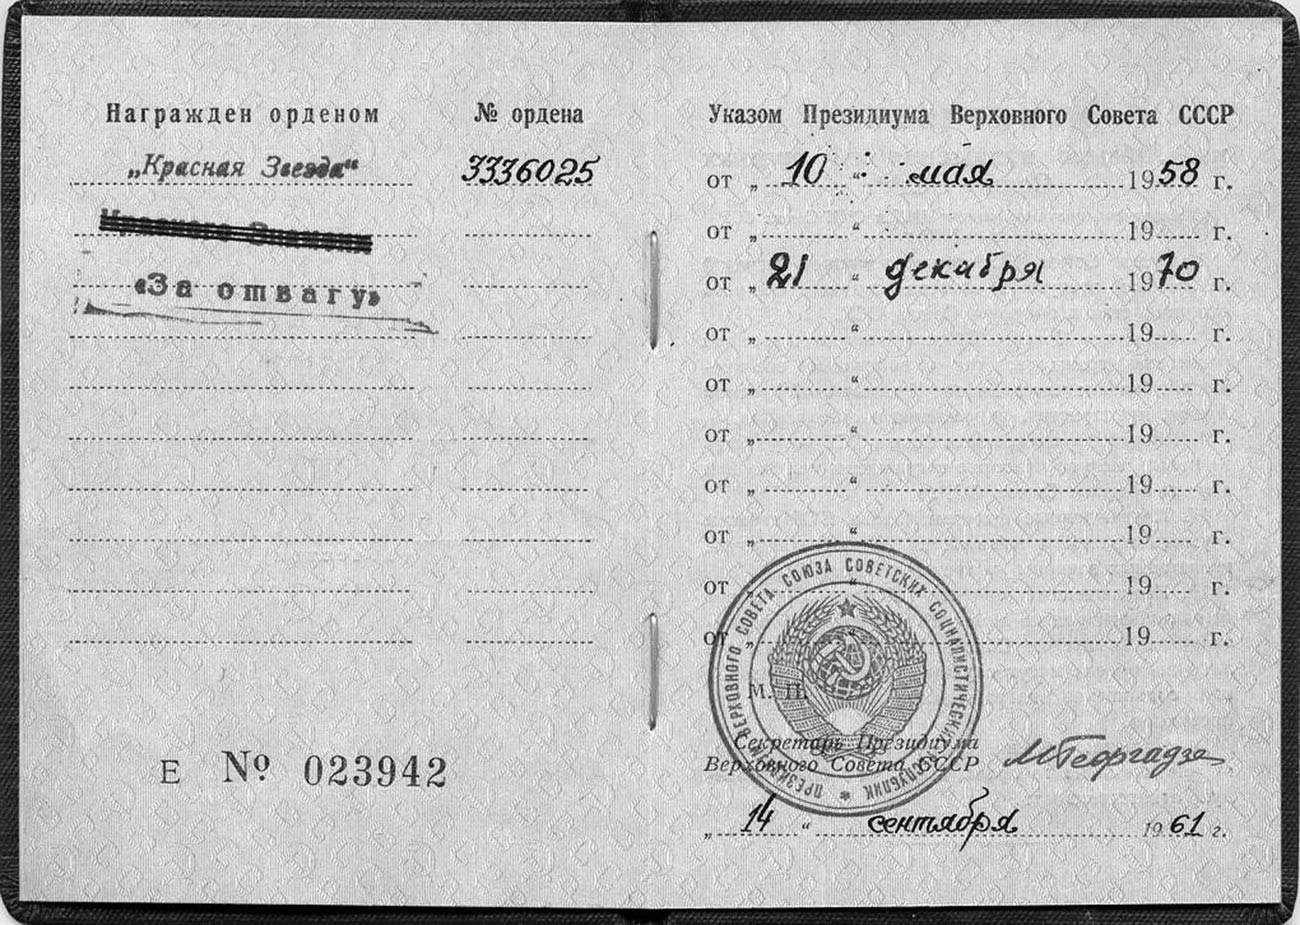 Награжден орденом № ордена
„Красная Звезда“ 3336025
«За отвагу»
Е № 023942
Указом Президиума Верховного Совета СССР
от „ 10 “ мая 1958 г.
от „ “ 19 г.
от „ 21 “ декабря 1970 г.
от „ “ 19 г.
от „ “ 19 г.
от „ “ 19 г.
от „ “ 19 г.
от „ “ 19 г.
от „ “ 19 г.
от „ “ 19 г.
М. П.
ПРЕЗИДИУМ ВЕРХОВНОГО СОВЕТА СОЮЗА СОВЕТСКИХ СОЦИАЛИСТИЧЕСКИХ РЕСПУБЛИК
Секретарь Президиума
Верховного Совета СССР МГеоргадзе
„ 14 “ сентября 1961 г.